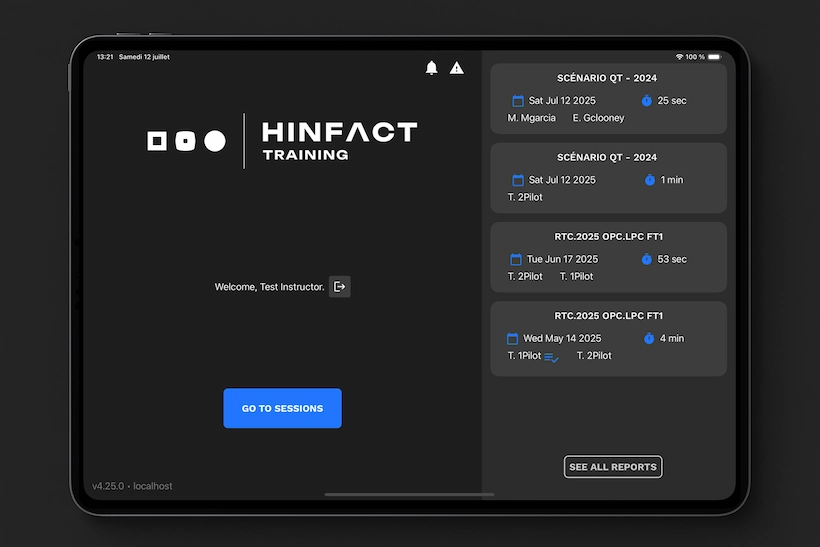 13:21 Samedi 12 juillet
100 %
HINFACT
TRAINING
Welcome, Test Instructor.
GO TO SESSIONS
v4.25.0 • localhost
SCÉNARIO QT - 2024
Sat Jul 12 2025 25 sec
M. Mgarcia E. Gclooney
SCÉNARIO QT - 2024
Sat Jul 12 2025 1 min
T. 2Pilot
RTC.2025 OPC.LPC FT1
Tue Jun 17 2025 53 sec
T. 2Pilot T. 1Pilot
RTC.2025 OPC.LPC FT1
Wed May 14 2025 4 min
T. 1Pilot T. 2Pilot
SEE ALL REPORTS